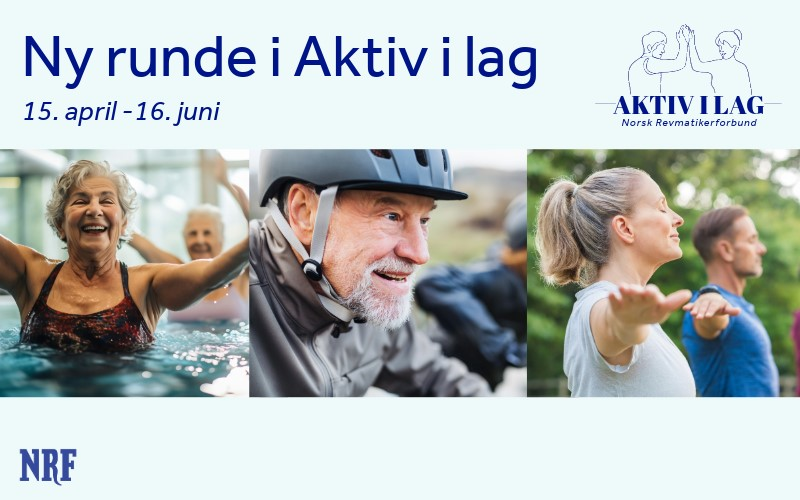 Ny runde i Aktiv i lag
15. april - 16. juni
AKTIV I LAG
Norsk Revmatikerforbund
NRF